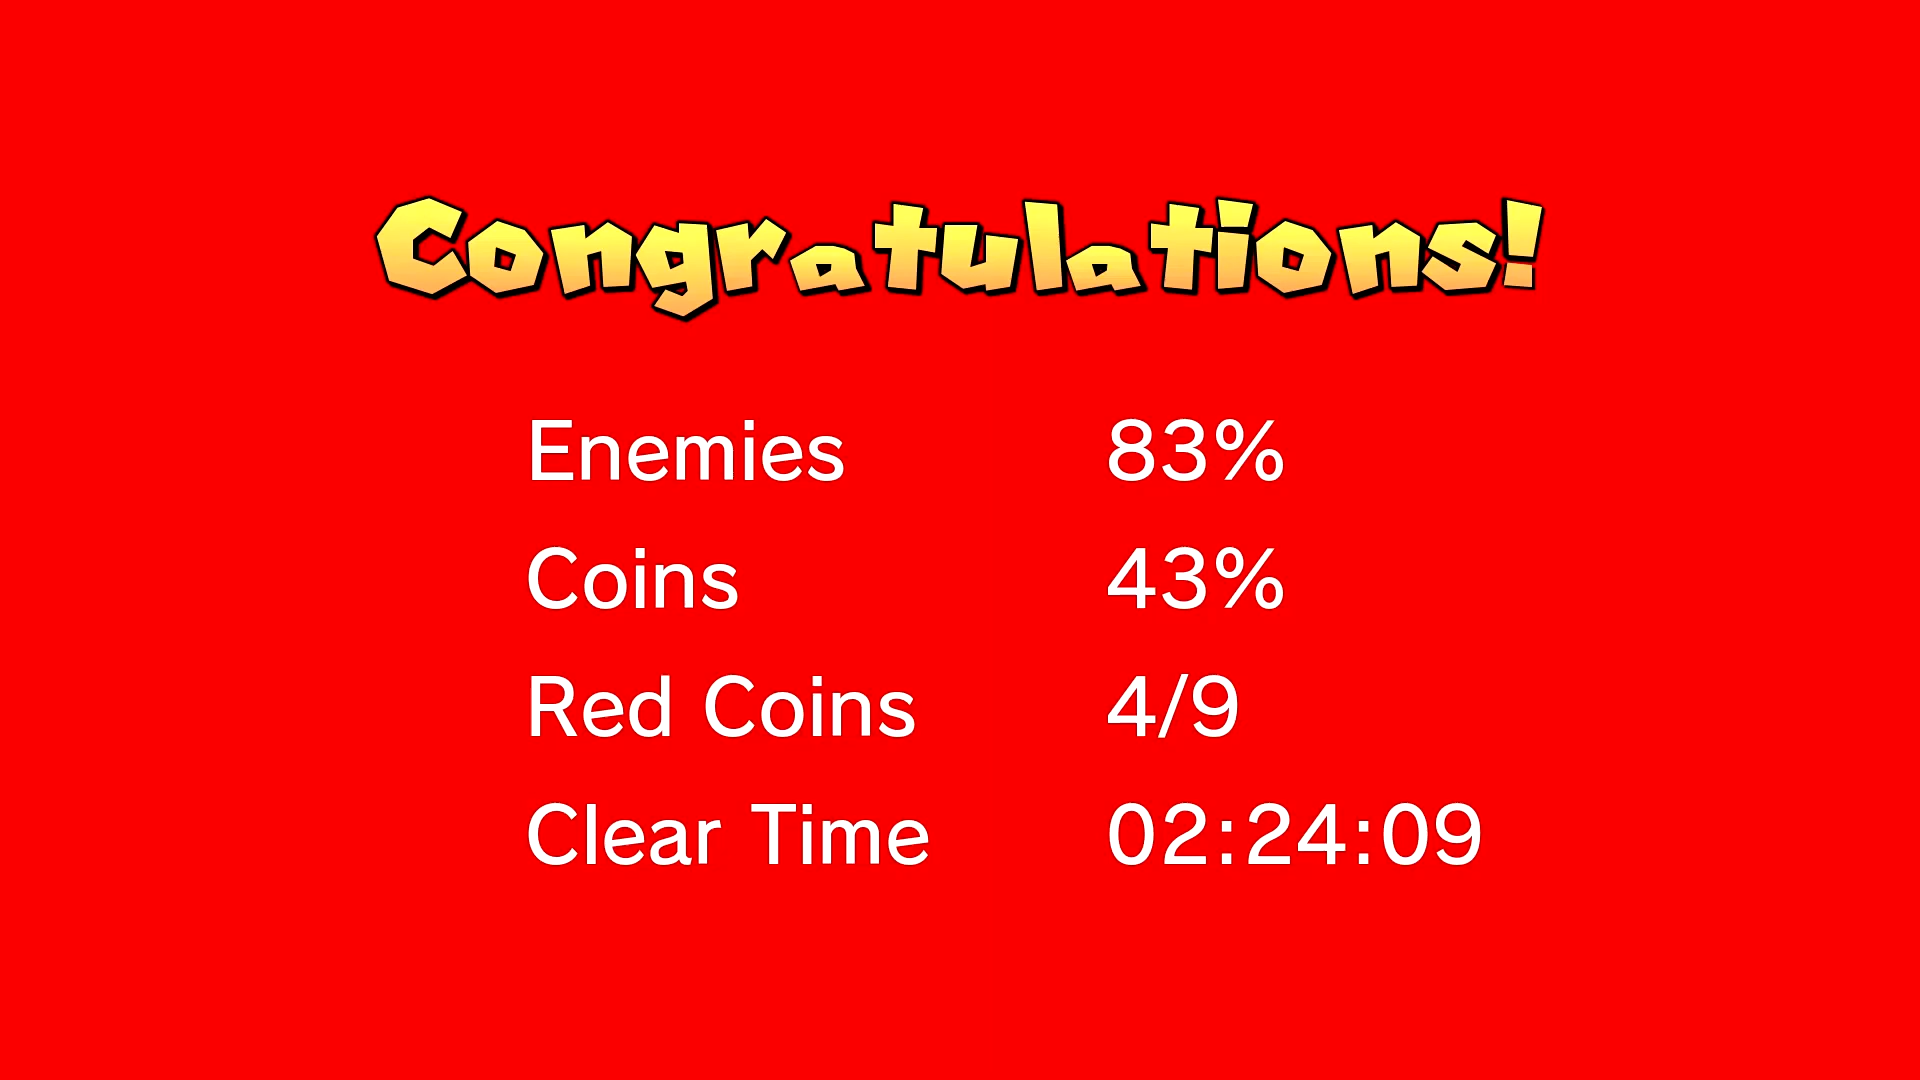 Congratulations!
Enemies 83%
Coins 43%
Red Coins 4/9
Clear Time 02:24:09